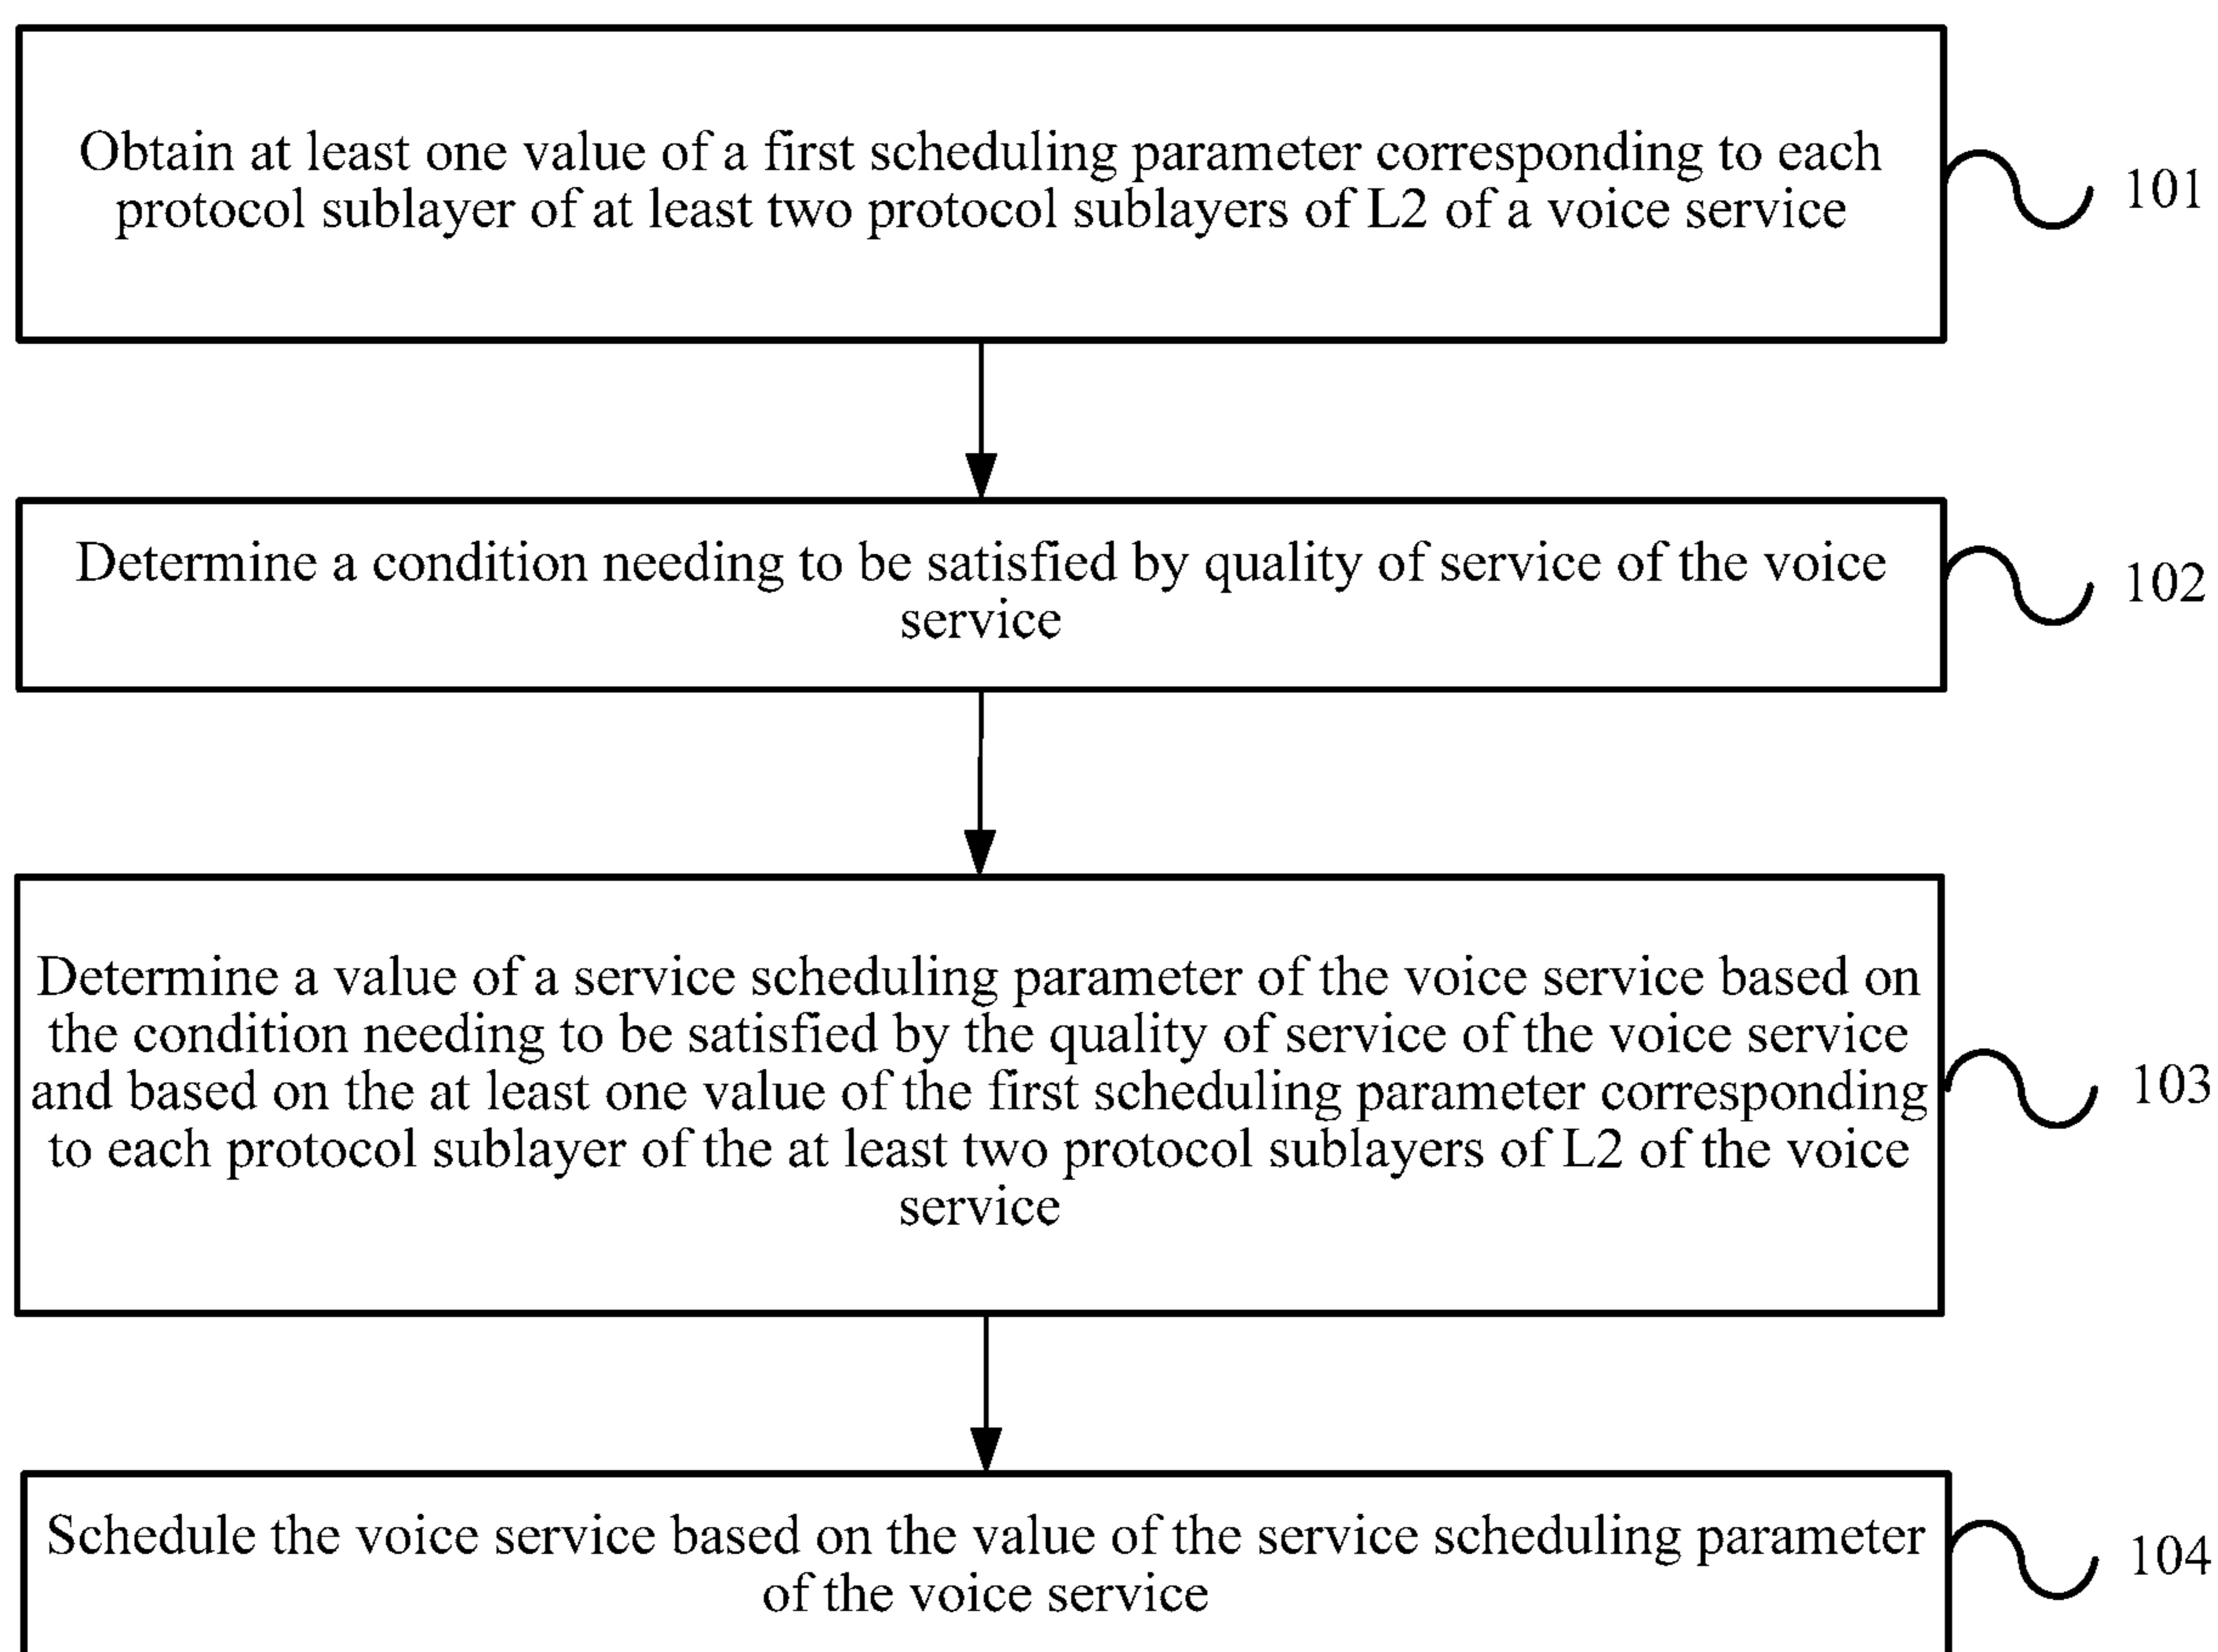 Obtain at least one value of a first scheduling parameter corresponding to each
protocol sublayer of at least two protocol sublayers of L2 of a voice service
101
Determine a condition needing to be satisfied by quality of service of the voice
service
102
Determine a value of a service scheduling parameter of the voice service based on
the condition needing to be satisfied by the quality of service of the voice service
and based on the at least one value of the first scheduling parameter corresponding
to each protocol sublayer of the at least two protocol sublayers of L2 of the voice
service
103
Schedule the voice service based on the value of the service scheduling parameter
of the voice service
104